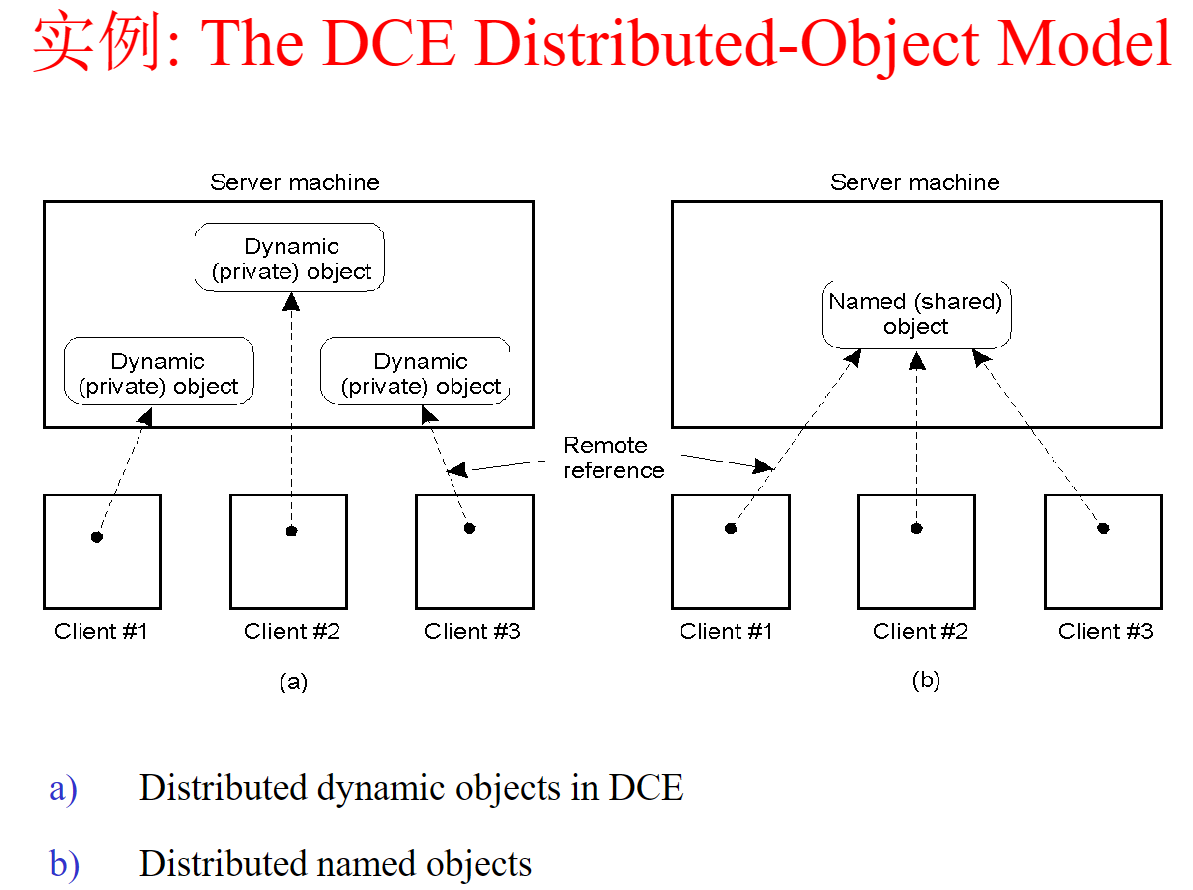 实例: The DCE Distributed-Object Model
Server machine
Dynamic
(private) object
Dynamic
(private) object
Dynamic
(private) object
Client #1
Client #2
Client #3
(a)
Remote
reference
Server machine
Named (shared)
object
Client #1
Client #2
Client #3
(b)
a) Distributed dynamic objects in DCE
b) Distributed named objects